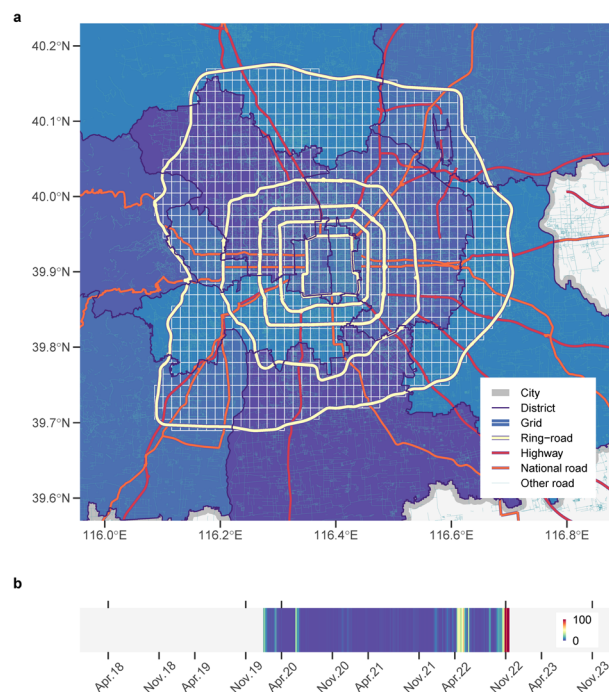 a
40.2°N
40.1°N
40.0°N
39.9°N
39.8°N
39.7°N
39.6°N
116.0°E
116.2°E
116.4°E
116.6°E
116.8°E
City
District
Grid
Ring−road
Highway
National road
Other road
b
100
0
Apr.18
Nov.18
Apr.19
Nov.19
Apr.20
Nov.20
Apr.21
Nov.21
Apr.22
Nov.22
Apr.23
Nov.23